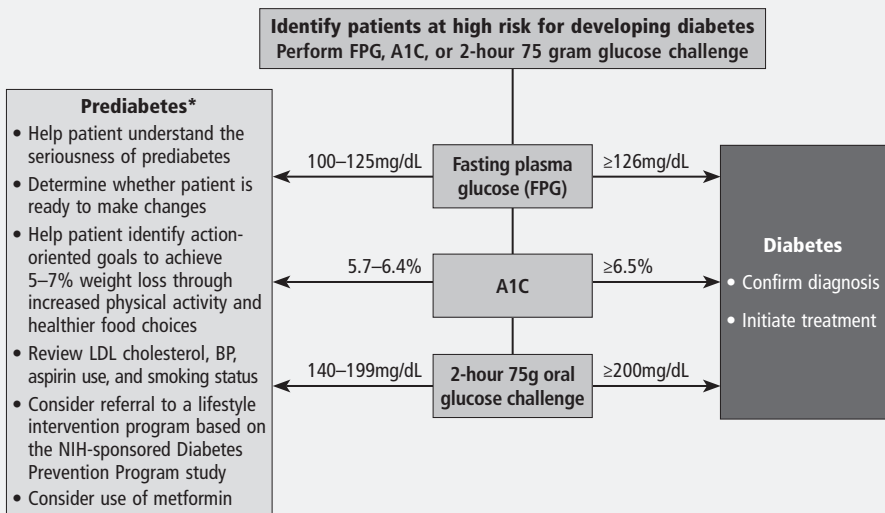 Identify patients at high risk for developing diabetes
Perform FPG, A1C, or 2-hour 75 gram glucose challenge
Prediabetes*
• Help patient understand the
seriousness of prediabetes
• Determine whether patient is
ready to make changes
• Help patient identify action-
oriented goals to achieve
5–7% weight loss through
increased physical activity and
healthier food choices
• Review LDL cholesterol, BP,
aspirin use, and smoking status
• Consider referral to a lifestyle
intervention program based on
the NIH-sponsored Diabetes
Prevention Program study
• Consider use of metformin
100–125mg/dL
Fasting plasma
glucose (FPG)
≥126mg/dL
5.7–6.4%
A1C
≥6.5%
140–199mg/dL
2-hour 75g oral
glucose challenge
≥200mg/dL
Diabetes
• Confirm diagnosis
• Initiate treatment